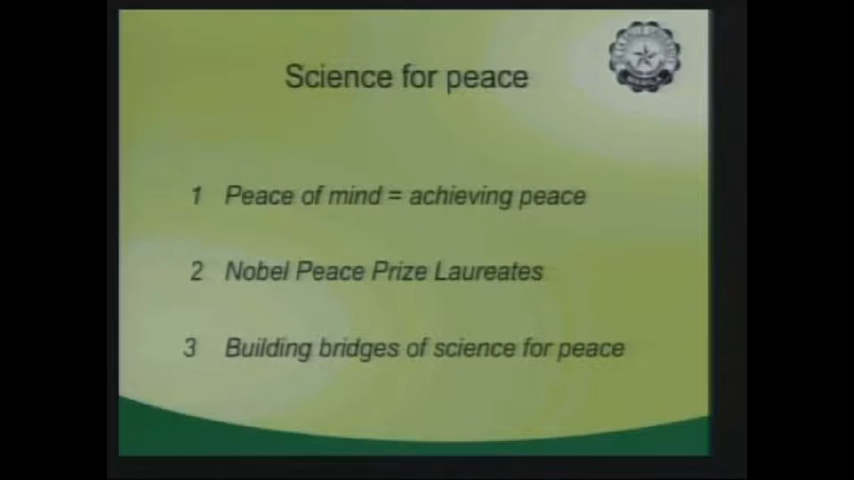 Science for peace
1 Peace of mind = achieving peace
2 Nobel Peace Prize Laureates
3 Building bridges of science for peace